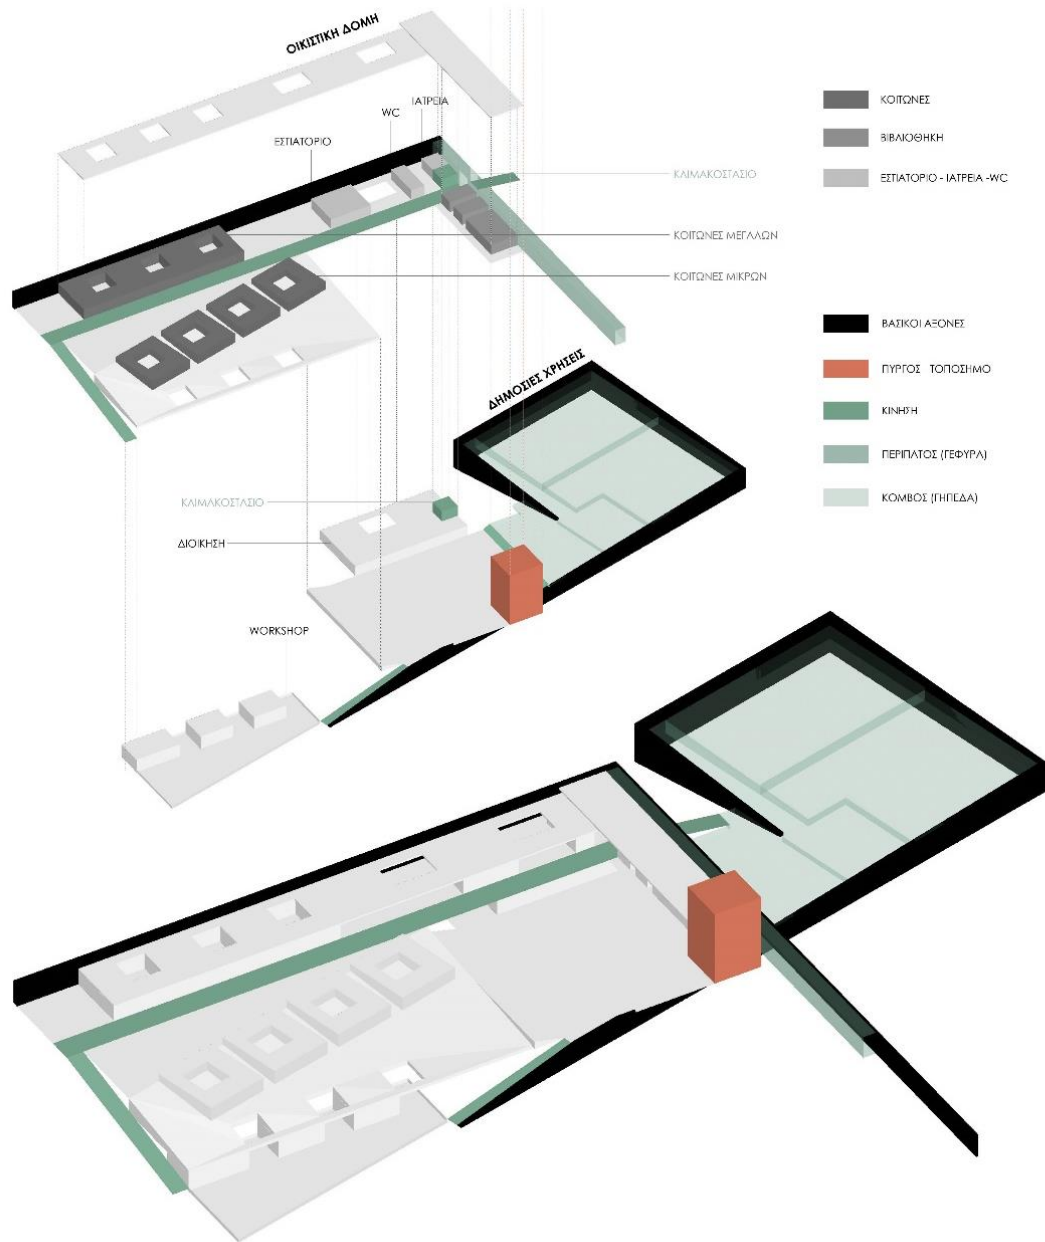 ΟΙΚΙΣΤΙΚΗ ΔΟΜΗ
ΕΣΤΙΑΤΟΡΙΟ
WC
ΙΑΤΡΕΙΑ
ΚΛΙΜΑΚΟΣΤΑΣΙΟ
ΚΟΙΤΩΝΕΣ ΜΕΓΑΛΩΝ
ΚΟΙΤΩΝΕΣ ΜΙΚΡΩΝ
ΚΟΙΤΩΝΕΣ
ΒΙΒΛΙΟΘΗΚΗ
ΕΣΤΙΑΤΟΡΙΟ - ΙΑΤΡΕΙΑ -WC
ΒΑΣΙΚΟΙ ΑΞΟΝΕΣ
ΠΥΡΓΟΣ ΤΟΠΟΣΗΜΟ
ΚΙΝΗΣΗ
ΠΕΡΙΠΑΤΟΣ (ΓΕΦΥΡΑ)
ΚΟΜΒΟΣ (ΓΗΠΕΔΑ)
ΔΗΜΟΣΙΕΣ ΧΡΗΣΕΙΣ
ΚΛΙΜΑΚΟΣΤΑΣΙΟ
ΔΙΟΙΚΗΣΗ
WORKSHOP